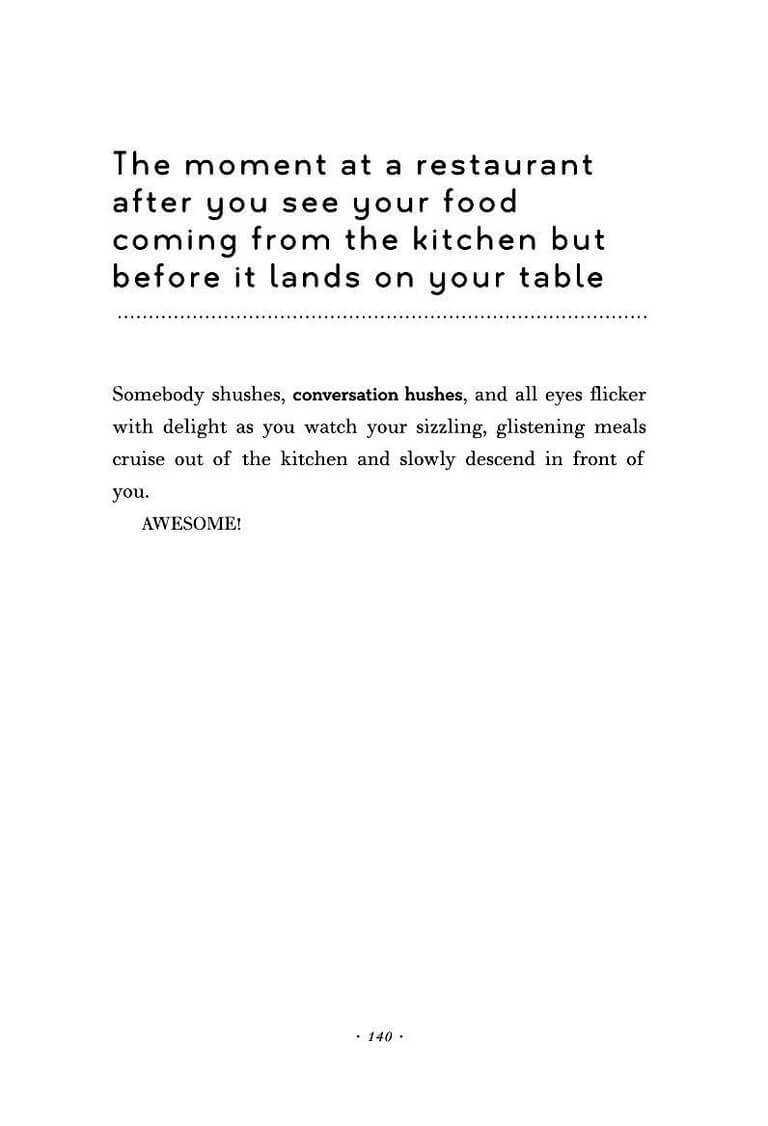 The moment at a restaurant
after you see your food
coming from the kitchen but
before it lands on your table
Somebody shushes, conversation hushes, and all eyes flicker
with delight as you watch your sizzling, glistening meals
cruise out of the kitchen and slowly descend in front of
you.
AWESOME!
· 140 ·